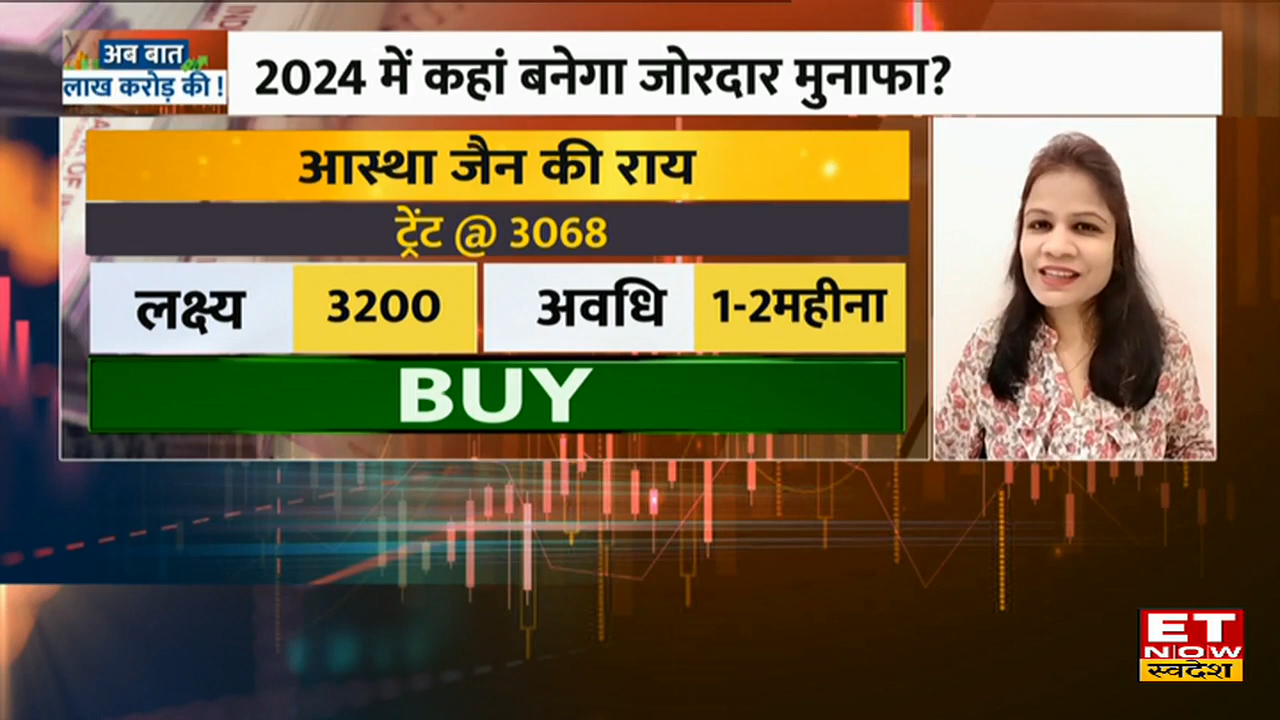 अब बात
लाख करोड़ की !
2024 में कहां बनेगा जोरदार मुनाफा?
आस्था जैन की राय
ट्रेंट @ 3068
लक्ष्य 3200 अवधि 1-2महीना
BUY
ET
NOW
स्वदेश